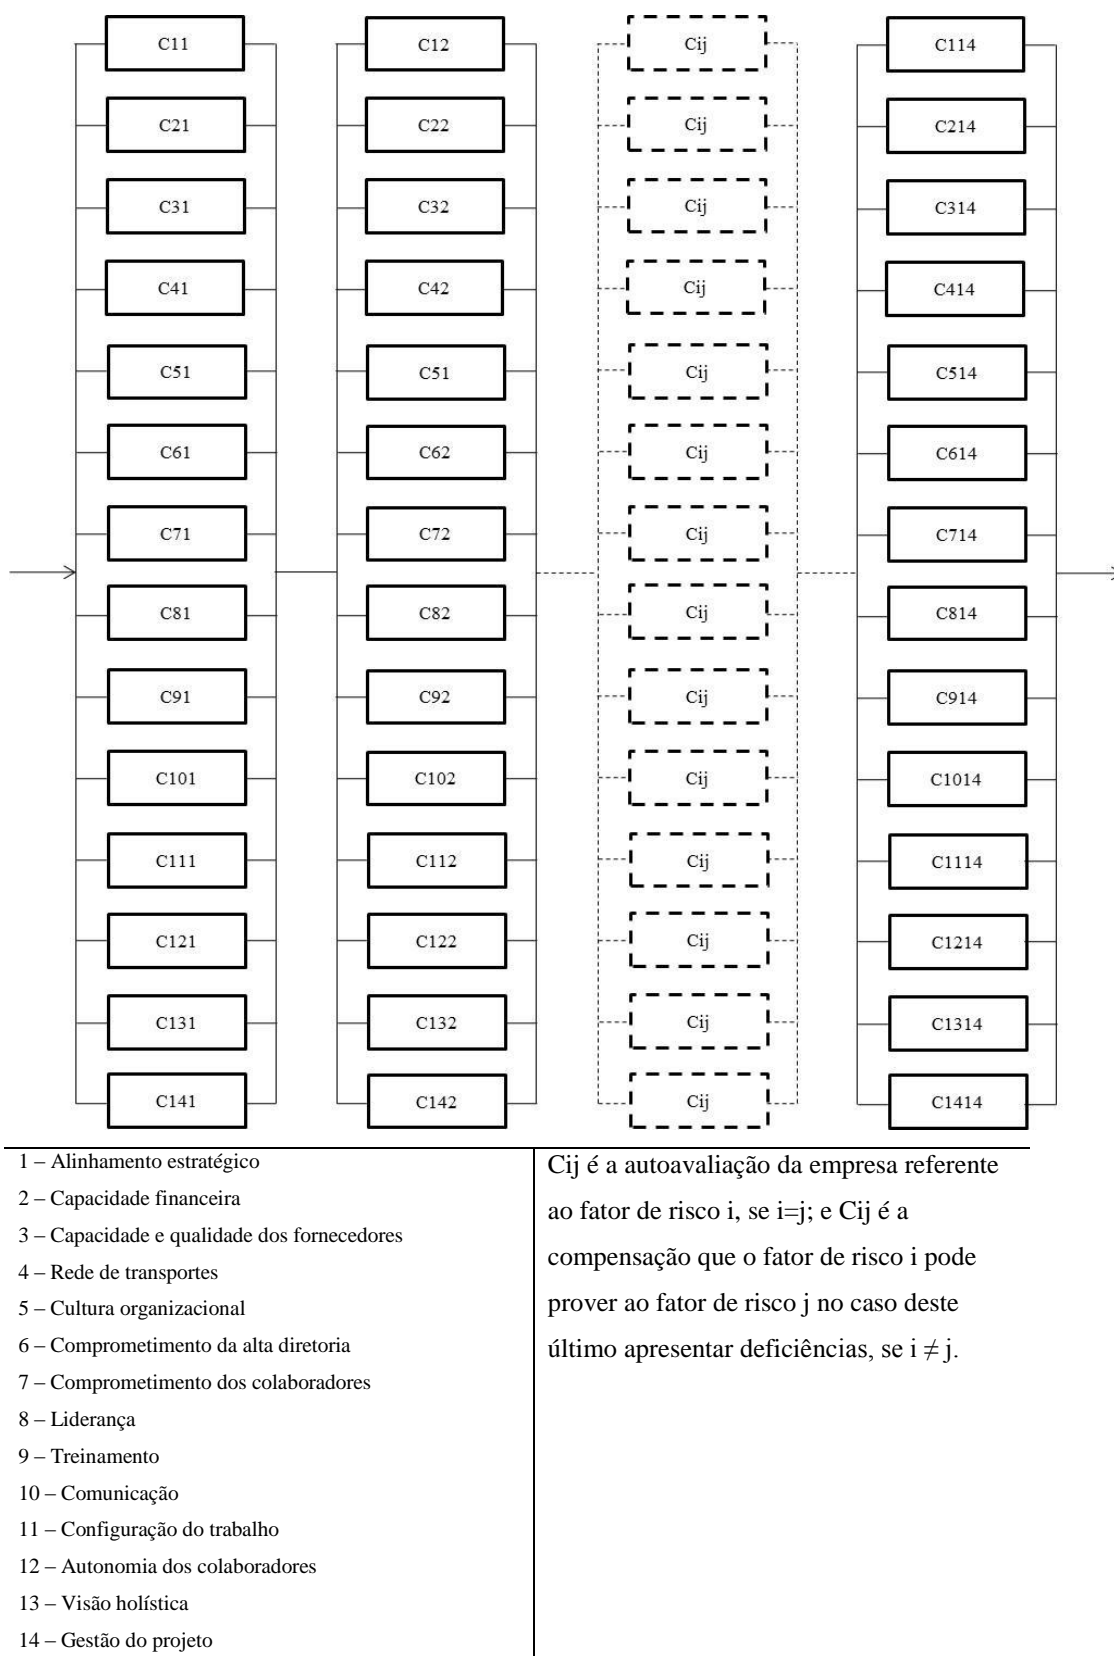 C11 C12 Cij C114
C21 C22 Cij C214
C31 C32 Cij C314
C41 C42 Cij C414
C51 C51 Cij C514
C61 C62 Cij C614
C71 C72 Cij C714
C81 C82 Cij C814
C91 C92 Cij C914
C101 C102 Cij C1014
C111 C112 Cij C1114
C121 C122 Cij C1214
C131 C132 Cij C1314
C141 C142 Cij C1414
1 – Alinhamento estratégico
2 – Capacidade financeira
3 – Capacidade e qualidade dos fornecedores
4 – Rede de transportes
5 – Cultura organizacional
6 – Comprometimento da alta diretoria
7 – Comprometimento dos colaboradores
8 – Liderança
9 – Treinamento
10 – Comunicação
11 – Configuração do trabalho
12 – Autonomia dos colaboradores
13 – Visão holística
14 – Gestão do projeto
Cij é a autoavaliação da empresa referente
ao fator de risco i, se i=j; e Cij é a
compensação que o fator de risco i pode
prover ao fator de risco j no caso deste
último apresentar deficiências, se i ≠ j.